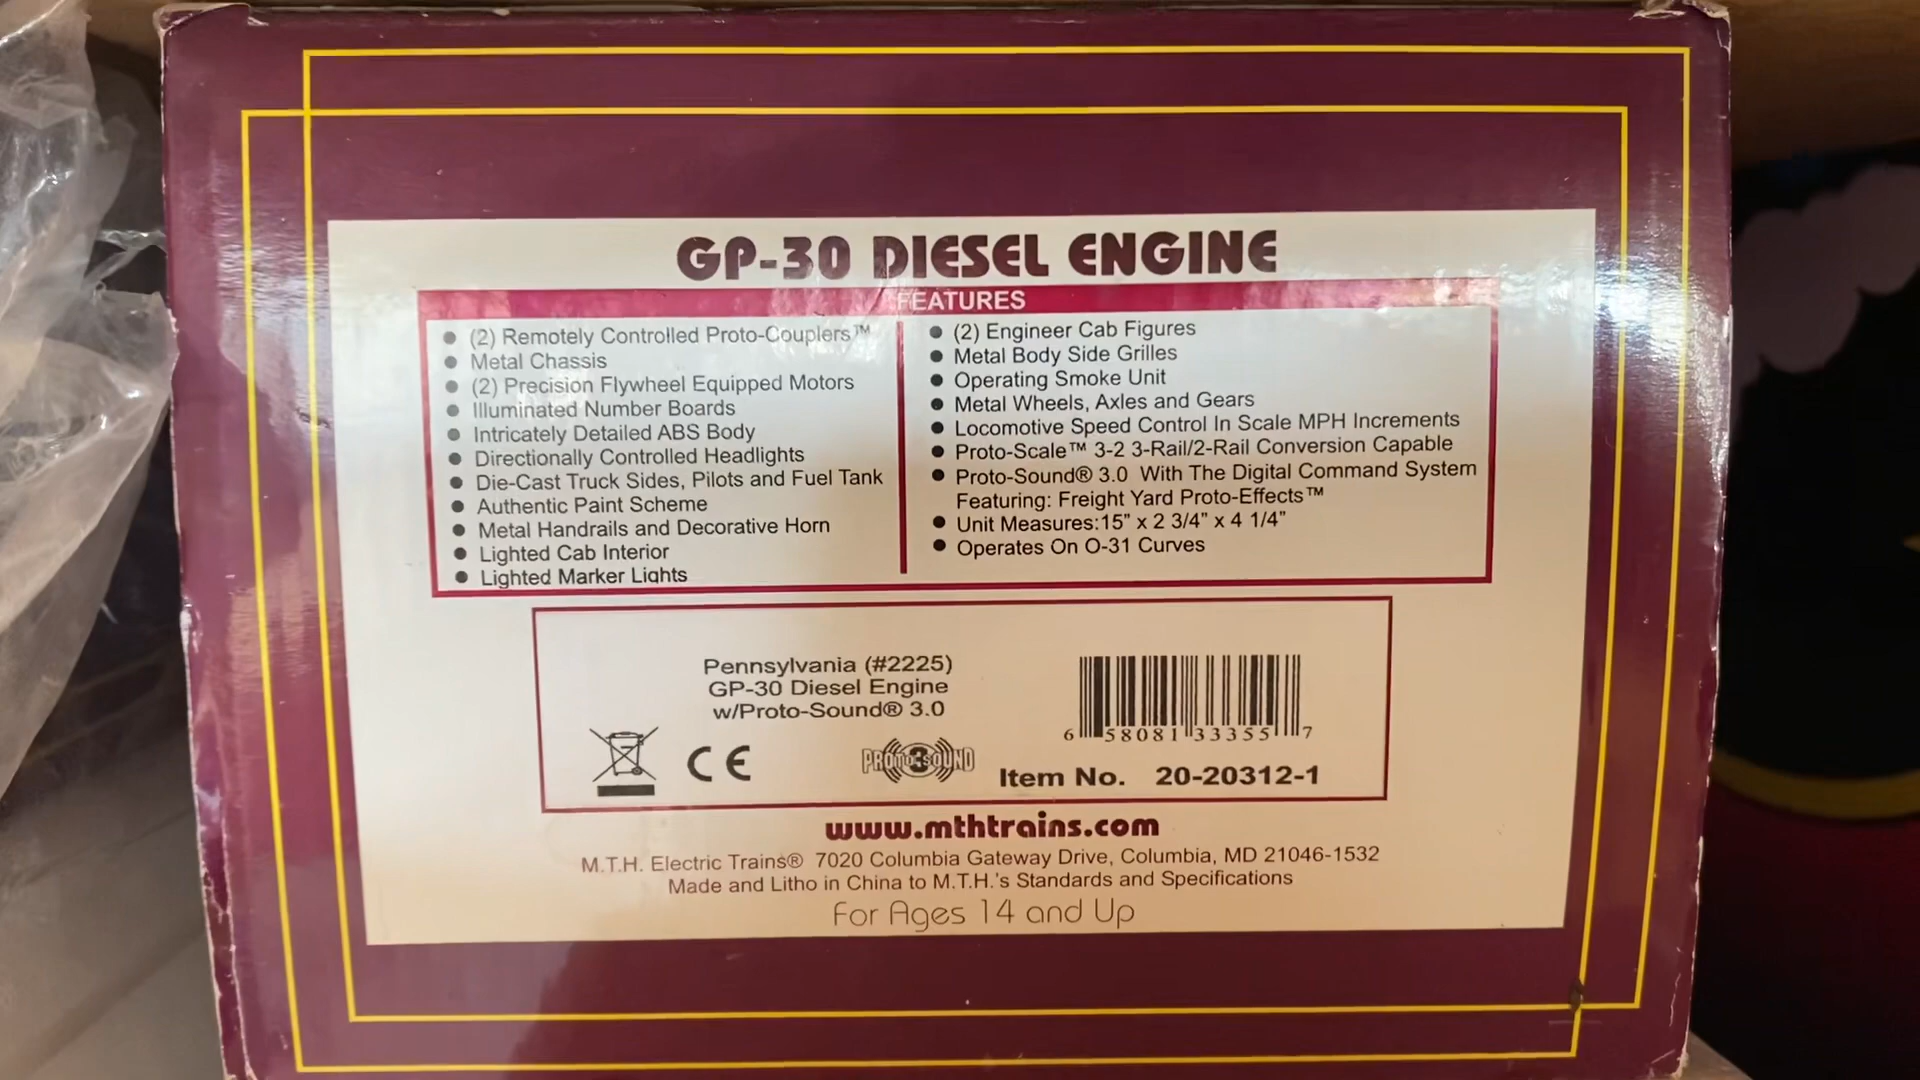 GP-30 DIESEL ENGINE
FEATURES
● (2) Remotely Controlled Proto-Couplers™
● Metal Chassis
● (2) Precision Flywheel Equipped Motors
● Illuminated Number Boards
● Intricately Detailed ABS Body
● Directionally Controlled Headlights
● Die-Cast Truck Sides, Pilots and Fuel Tank
● Authentic Paint Scheme
● Metal Handrails and Decorative Horn
● Lighted Cab Interior
● Lighted Marker Lights
● (2) Engineer Cab Figures
● Metal Body Side Grilles
● Operating Smoke Unit
● Metal Wheels, Axles and Gears
● Locomotive Speed Control In Scale MPH Increments
● Proto-Scale™ 3-2 3-Rail/2-Rail Conversion Capable
● Proto-Sound® 3.0 With The Digital Command System
Featuring: Freight Yard Proto-Effects™
● Unit Measures:15" x 2 3/4" x 4 1/4"
● Operates On O-31 Curves
Pennsylvania (#2225)
GP-30 Diesel Engine
w/Proto-Sound® 3.0
6 58081 33355 7
CE
PROTO-SOUND 3
Item No. 20-20312-1
www.mthtrains.com
M.T.H. Electric Trains® 7020 Columbia Gateway Drive, Columbia, MD 21046-1532
Made and Litho in China to M.T.H.'s Standards and Specifications
For Ages 14 and Up